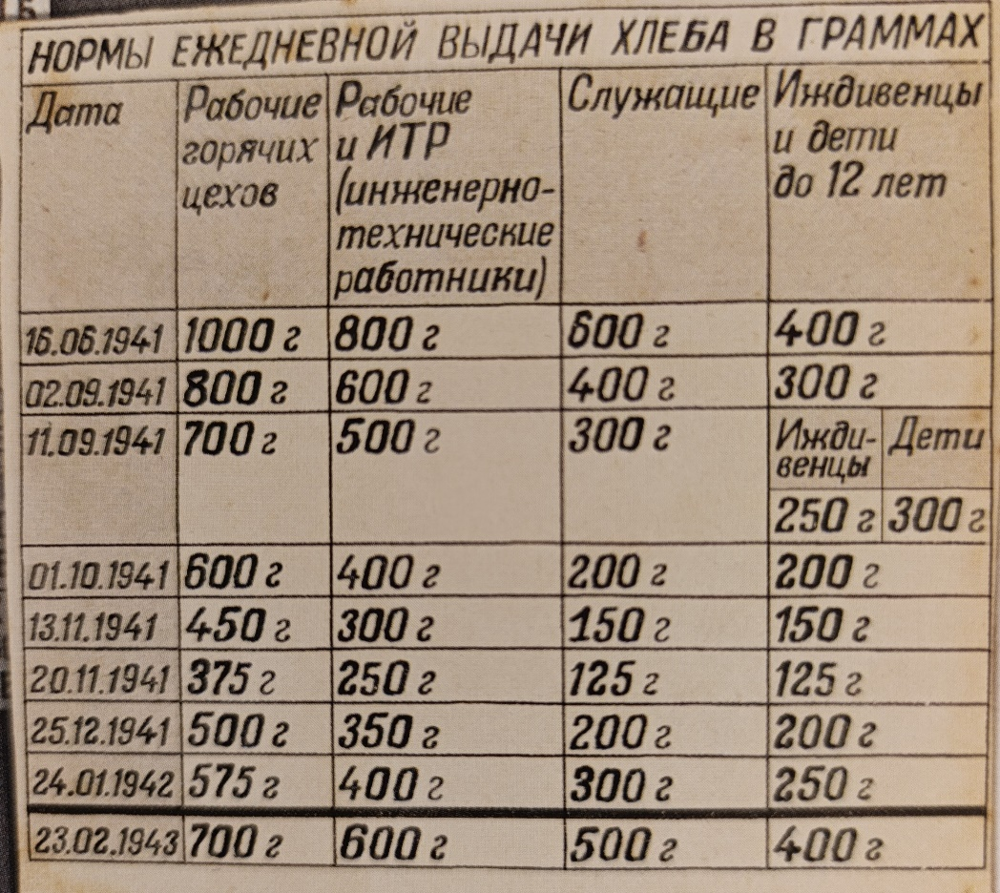 НОРМЫ ЕЖЕДНЕВНОЙ ВЫДАЧИ ХЛЕБА В ГРАММАХ
Дата
Рабочие
горячих
цехов
Рабочие
и ИТР
(инженерно-
технические
работники)
Служащие
Иждивенцы
и дети
до 12 лет
16.06.1941 1000 г 800 г 600 г 400 г
02.09.1941 800 г 600 г 400 г 300 г
11.09.1941 700 г 500 г 300 г
Ижди-
венцы
Дети
250 г 300 г
01.10.1941 600 г 400 г 200 г 200 г
13.11.1941 450 г 300 г 150 г 150 г
20.11.1941 375 г 250 г 125 г 125 г
25.12.1941 500 г 350 г 200 г 200 г
24.01.1942 575 г 400 г 300 г 250 г
23.02.1943 700 г 600 г 500 г 400 г